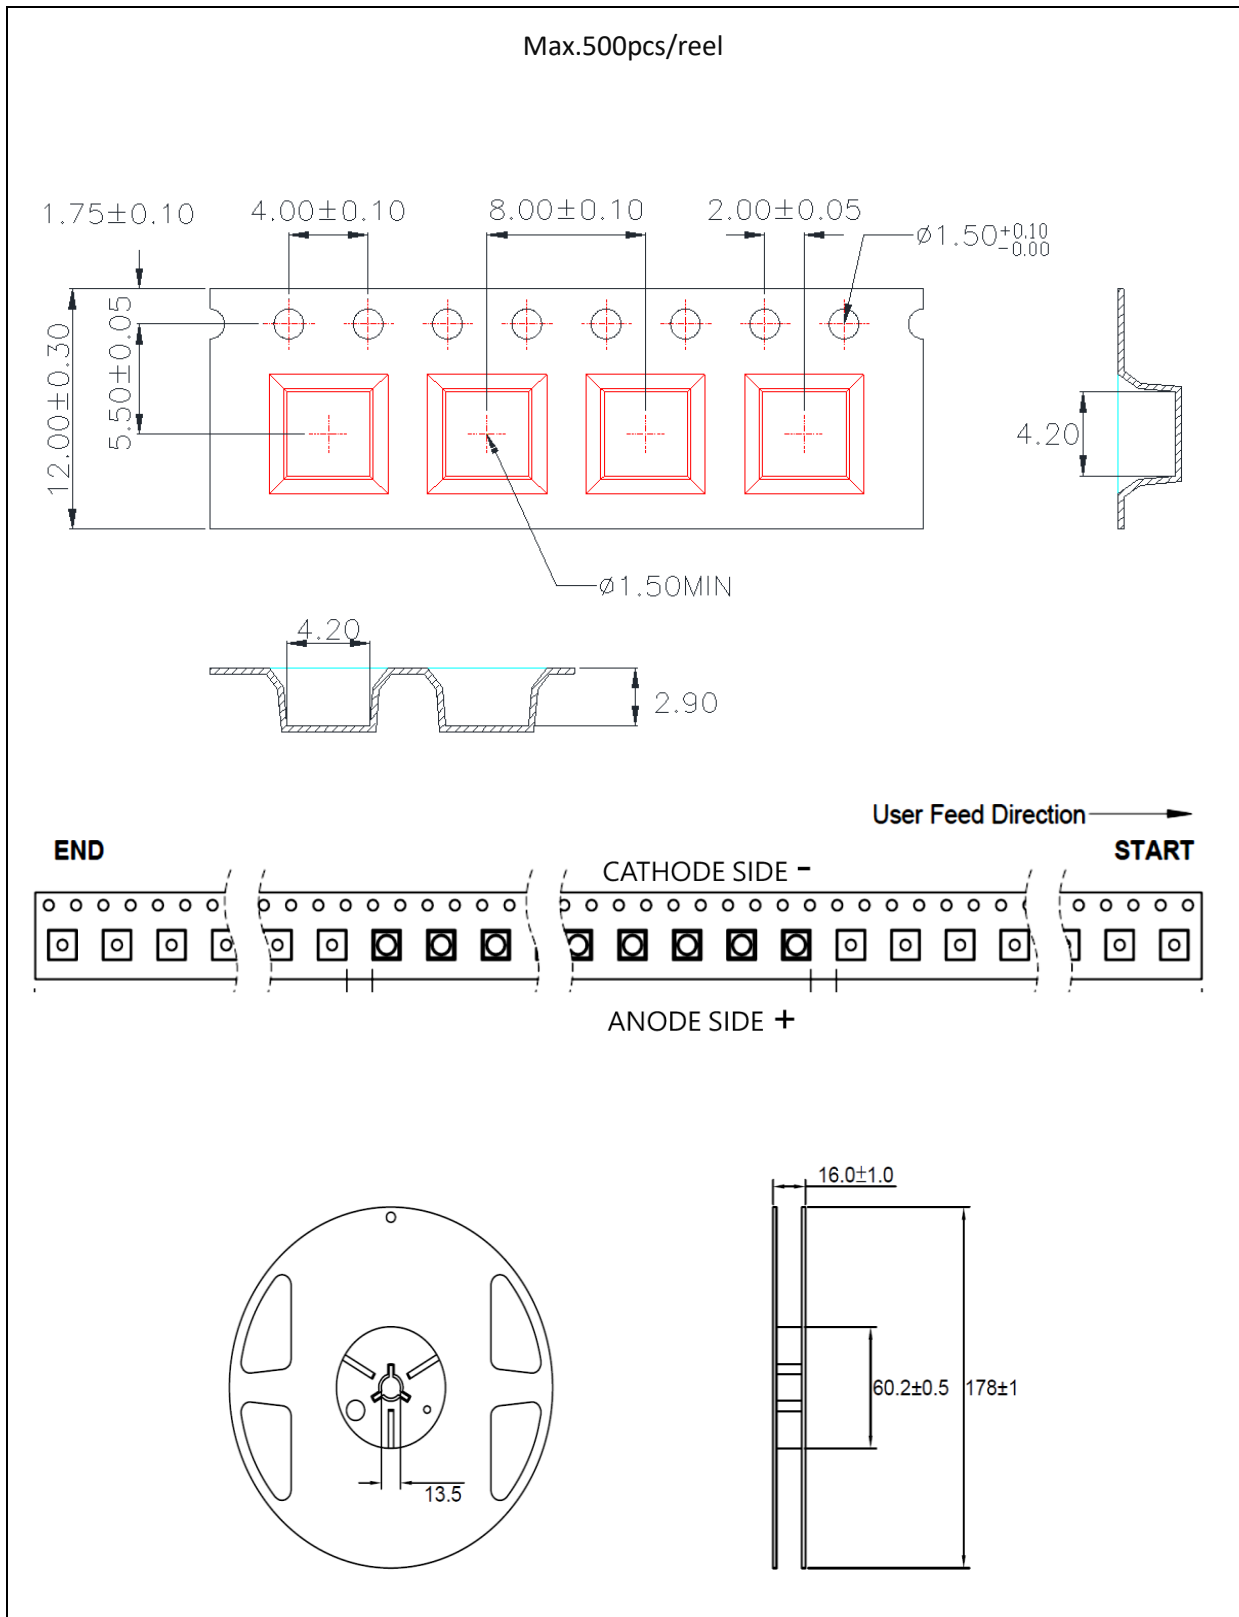 Max.500pcs/reel
1.75±0.10
4.00±0.10
8.00±0.10
2.00±0.05
⌀1.50+0.10
-0.00
12.00±0.30
5.50±0.05
4.20
⌀1.50MIN
4.20
2.90
User Feed Direction
END
START
CATHODE SIDE -
ANODE SIDE +
16.0±1.0
60.2±0.5
178±1
13.5